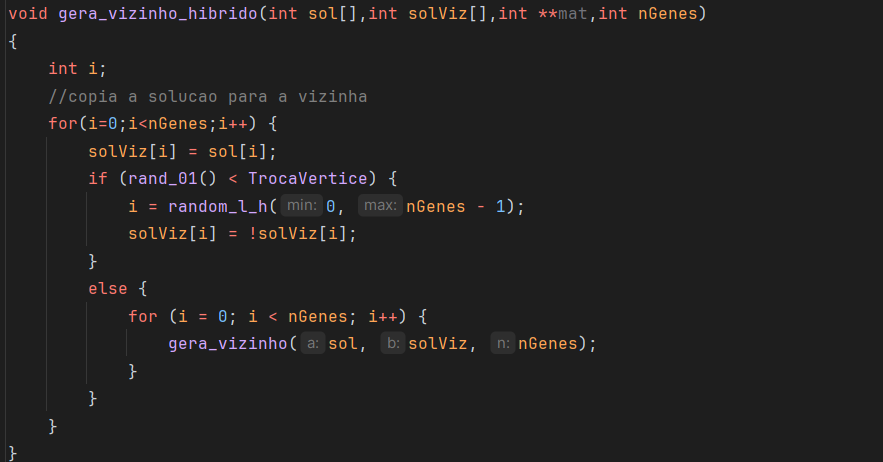 void gera_vizinho_hibrido(int sol[],int solViz[],int **mat,int nGenes)
{
    int i;
    //copia a solucao para a vizinha
    for(i=0;i<nGenes;i++) {
        solViz[i] = sol[i];
        if (rand_01() < TrocaVertice) {
            i = random_l_h( min: 0, max: nGenes - 1);
            solViz[i] = !solViz[i];
        }
        else {
            for (i = 0; i < nGenes; i++) {
                gera_vizinho( a: sol, b: solViz, n: nGenes);
            }
        }
    }
}